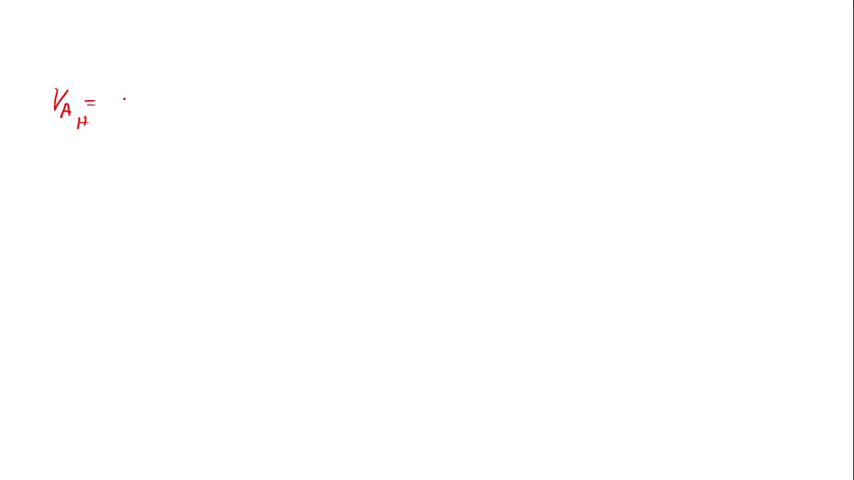 V_A_H =